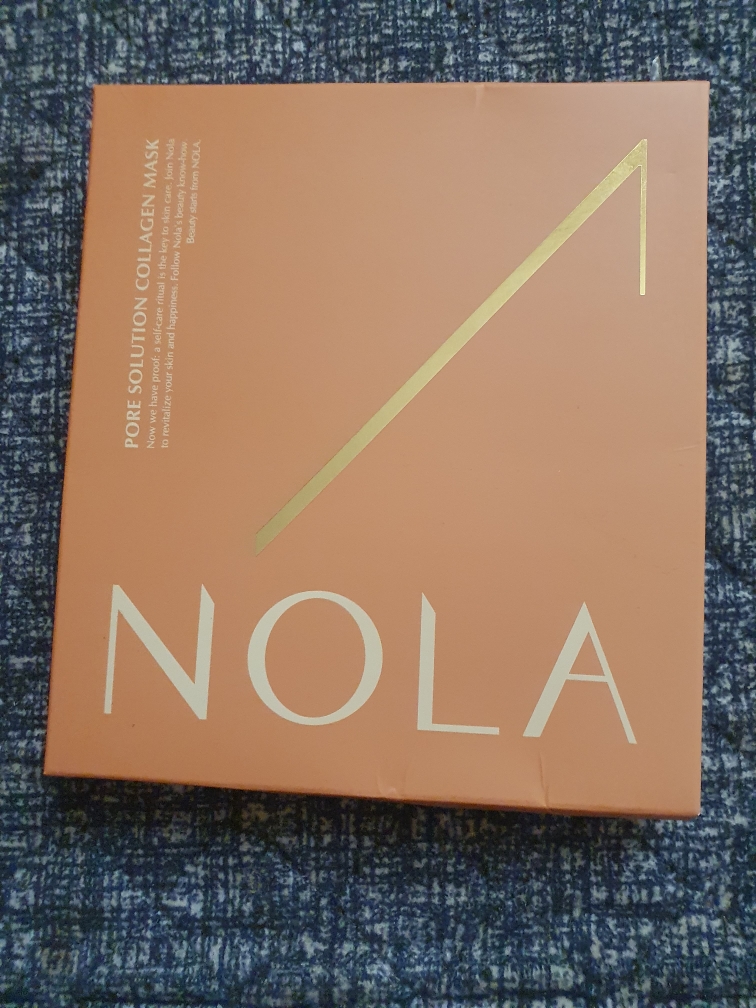 PORE SOLUTION COLLAGEN MASK
Now we have proof: a self-care ritual is the key to skin care. Join Nola
to revitalize your skin and happiness. Follow Nola's beauty know-how.
Beauty starts from NOLA.
NOLA